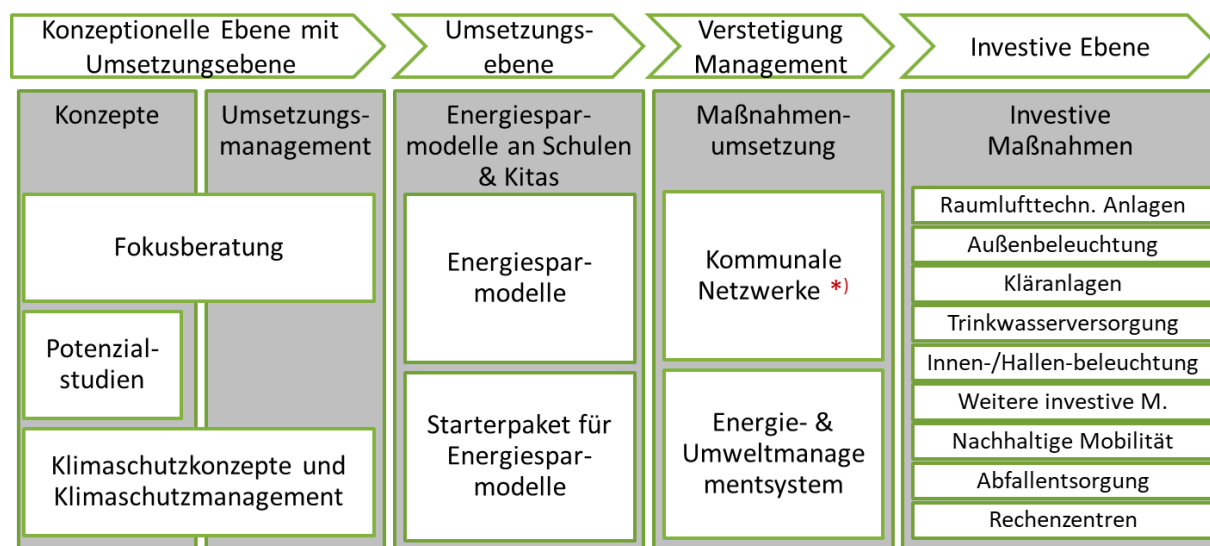 Konzeptionelle Ebene mit
Umsetzungsebene
Umsetzungs-
ebene
Verstetigung
Management
Investive Ebene
Konzepte
Umsetzungs-
management
Energiespar-
modelle an Schulen
& Kitas
Maßnahmen-
umsetzung
Investive
Maßnahmen
Fokusberatung
Potenzial-
studien
Klimaschutzkonzepte und
Klimaschutzmanagement
Energiespar-
modelle
Starterpaket für
Energiespar-
modelle
Kommunale
Netzwerke *)
Energie- &
Umweltmanage
mentsystem
Raumlufttechn. Anlagen
Außenbeleuchtung
Kläranlagen
Trinkwasserversorgung
Innen-/Hallen-beleuchtung
Weitere investive M.
Nachhaltige Mobilität
Abfallentsorgung
Rechenzentren